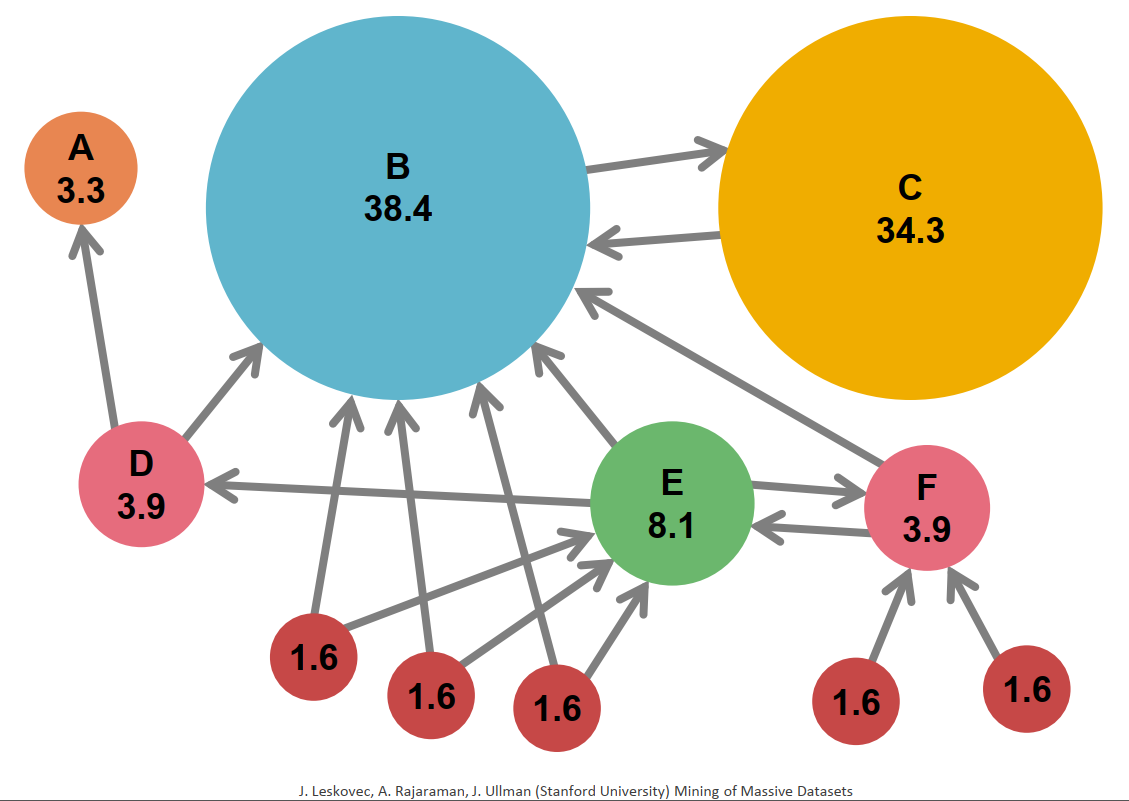 A
3.3
B
38.4
C
34.3
D
3.9
E
8.1
F
3.9
1.6
1.6
1.6
1.6
1.6
J. Leskovec, A. Rajaraman, J. Ullman (Stanford University) Mining of Massive Datasets